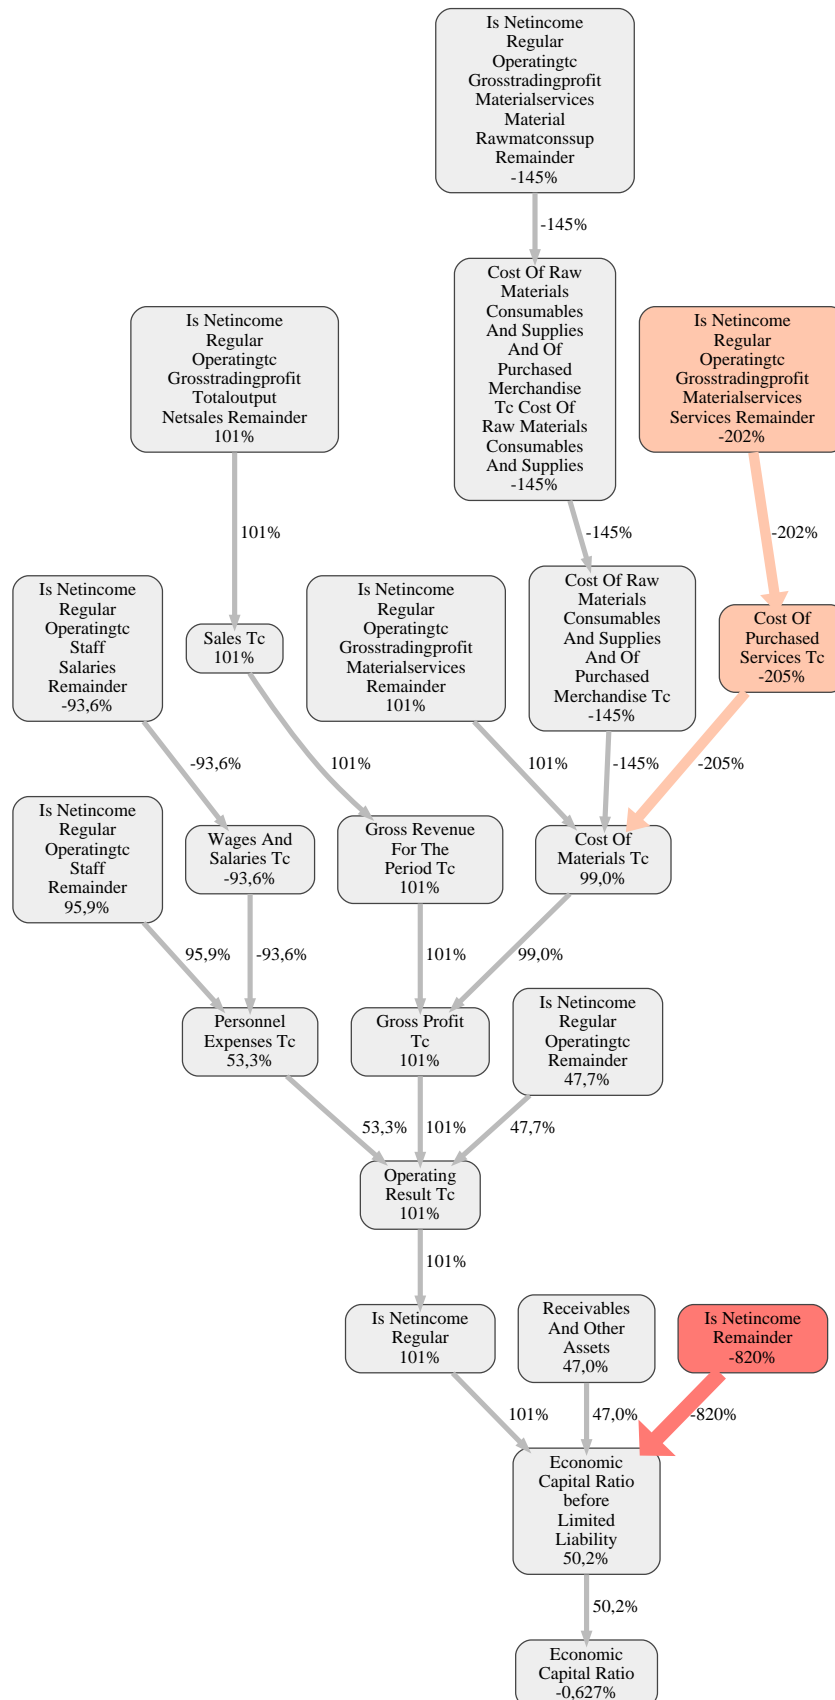 Is Netincome
Regular
Operatingtc
Grosstradingprofit
Materialservices
Material
Rawmatconssup
Remainder
-145%
-145%
Cost Of Raw
Materials
Consumables
And Supplies
And Of
Purchased
Merchandise
Tc Cost Of
Raw Materials
Consumables
And Supplies
-145%
Is Netincome
Regular
Operatingtc
Grosstradingprofit
Totaloutput
Netsales Remainder
101%
Is Netincome
Regular
Operatingtc
Grosstradingprofit
Materialservices
Services Remainder
-202%
101%
-145%
-202%
Is Netincome
Regular
Operatingtc
Staff
Salaries
Remainder
-93,6%
Sales Tc
101%
Is Netincome
Regular
Operatingtc
Grosstradingprofit
Materialservices
Remainder
101%
Cost Of Raw
Materials
Consumables
And Supplies
And Of
Purchased
Merchandise Tc
-145%
Cost Of
Purchased
Services Tc
-205%
-93,6%
101%
101%
-145%
-205%
Is Netincome
Regular
Operatingtc
Staff
Remainder
95,9%
Wages And
Salaries Tc
-93,6%
Gross Revenue
For The
Period Tc
101%
Cost Of
Materials Tc
99,0%
95,9%
-93,6%
101%
99,0%
Personnel
Expenses Tc
53,3%
Gross Profit
Tc
101%
Is Netincome
Regular
Operatingtc
Remainder
47,7%
53,3%
101%
47,7%
Operating
Result Tc
101%
101%
Is Netincome
Regular
101%
Receivables
And Other
Assets
47,0%
Is Netincome
Remainder
-820%
101%
47,0%
-820%
Economic
Capital Ratio
before
Limited
Liability
50,2%
50,2%
Economic
Capital Ratio
-0,627%